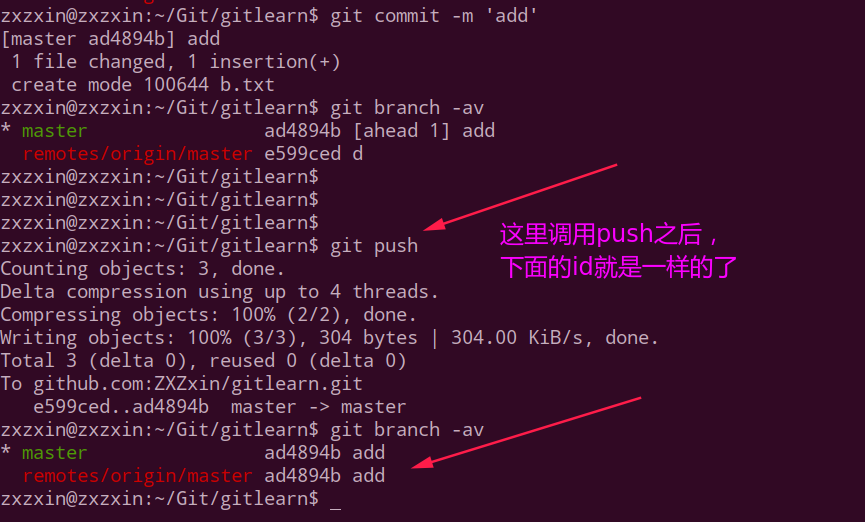 zxzxin@zxzxin:~/Git/gitlearn$ git commit -m 'add'
[master ad4894b] add
 1 file changed, 1 insertion(+)
 create mode 100644 b.txt
zxzxin@zxzxin:~/Git/gitlearn$ git branch -av
* master                ad4894b [ahead 1] add
  remotes/origin/master e599ced d
zxzxin@zxzxin:~/Git/gitlearn$
zxzxin@zxzxin:~/Git/gitlearn$
zxzxin@zxzxin:~/Git/gitlearn$
zxzxin@zxzxin:~/Git/gitlearn$ git push
这里调用push之后，
下面的id就是一样的了
Counting objects: 3, done.
Delta compression using up to 4 threads.
Compressing objects: 100% (2/2), done.
Writing objects: 100% (3/3), 304 bytes | 304.00 KiB/s, done.
Total 3 (delta 0), reused 0 (delta 0)
To github.com:ZXZxin/gitlearn.git
   e599ced..ad4894b  master -> master
zxzxin@zxzxin:~/Git/gitlearn$ git branch -av
* master                ad4894b add
  remotes/origin/master ad4894b add
zxzxin@zxzxin:~/Git/gitlearn$ _